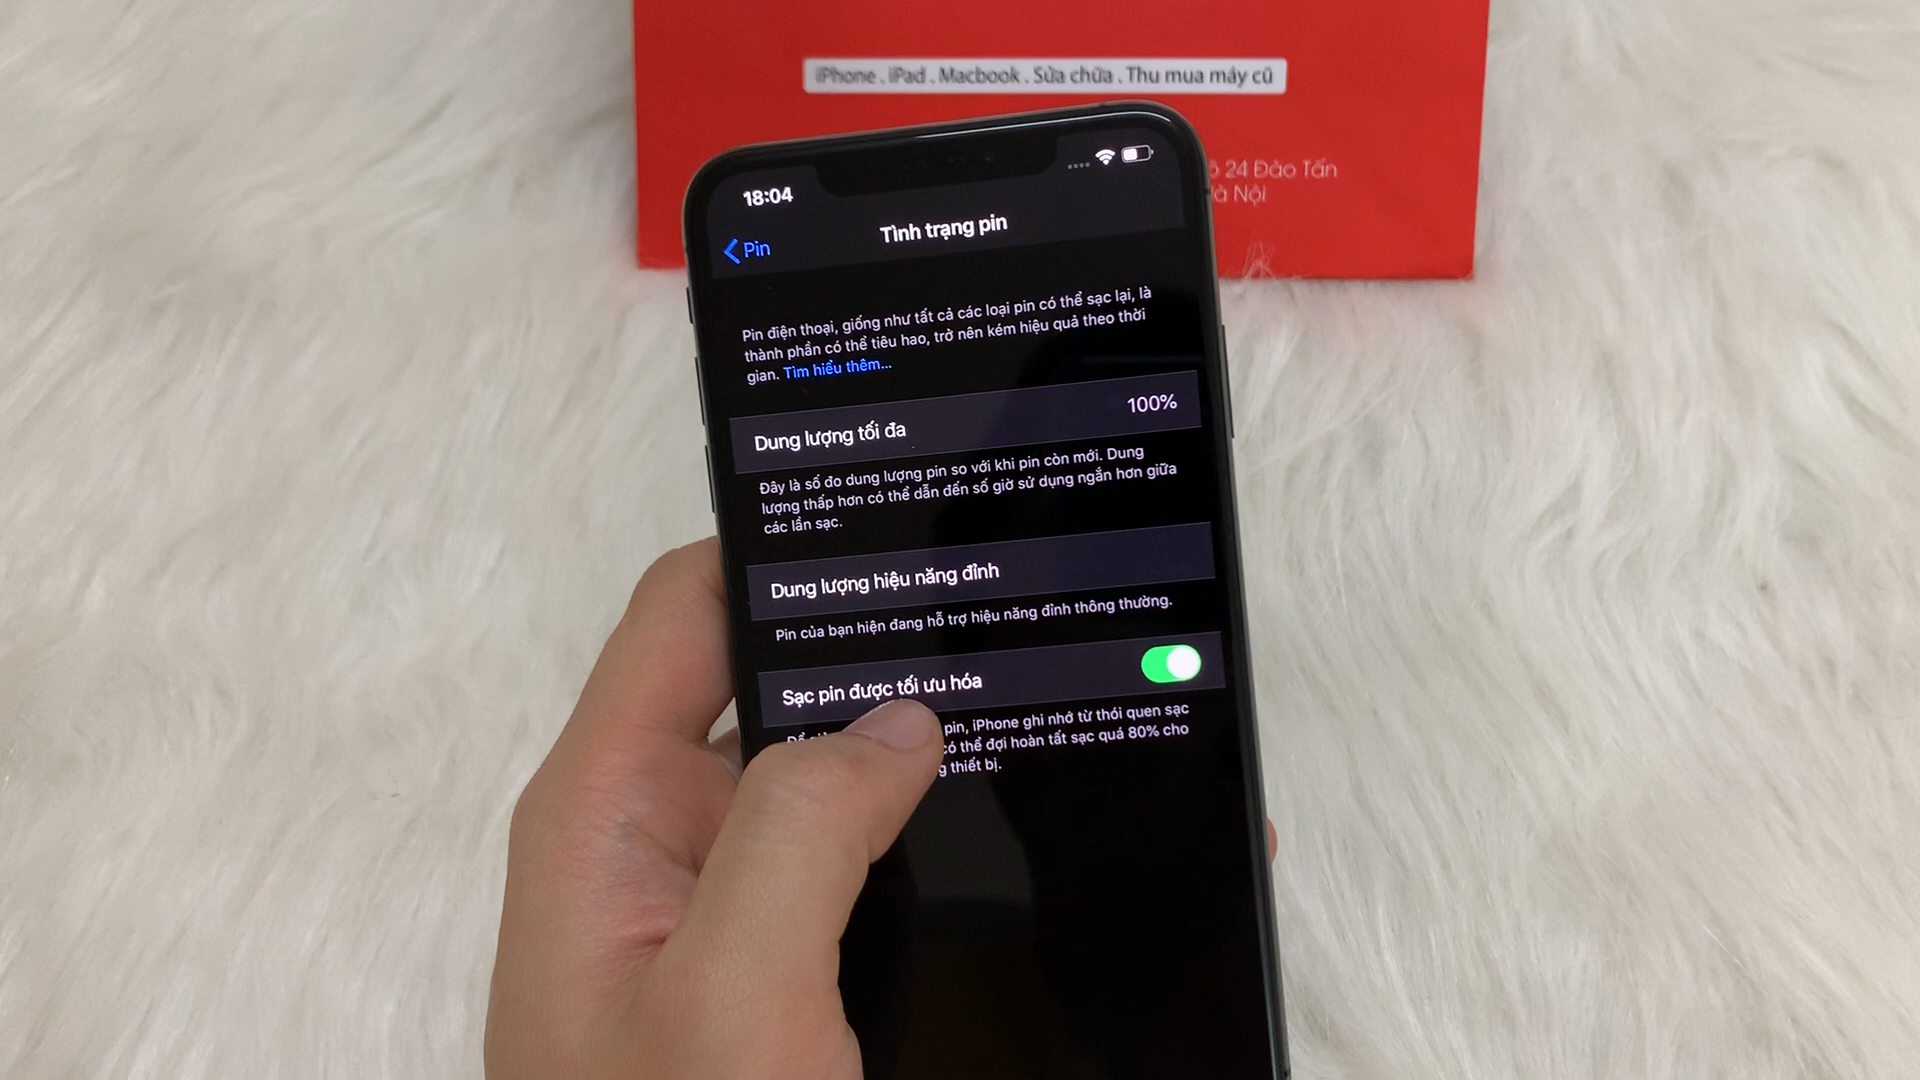 iPhone . iPad . Macbook . Sửa chữa . Thu mua máy cũ
24 Đào Tấn
Nội
18:04
Pin
Tình trạng pin
Pin điện thoại, giống như tất cả các loại pin có thể sạc lại, là
thành phần có thể tiêu hao, trở nên kém hiệu quả theo thời
gian. Tìm hiểu thêm...
Dung lượng tối đa 100%
Đây là số đo dung lượng pin so với khi pin còn mới. Dung
lượng thấp hơn có thể dẫn đến số giờ sử dụng ngắn hơn giữa
các lần sạc.
Dung lượng hiệu năng đỉnh
Pin của bạn hiện đang hỗ trợ hiệu năng đỉnh thông thường.
Sạc pin được tối ưu hóa
pin, iPhone ghi nhớ từ thói quen sạc
có thể đợi hoàn tất sạc quá 80% cho
thiết bị.